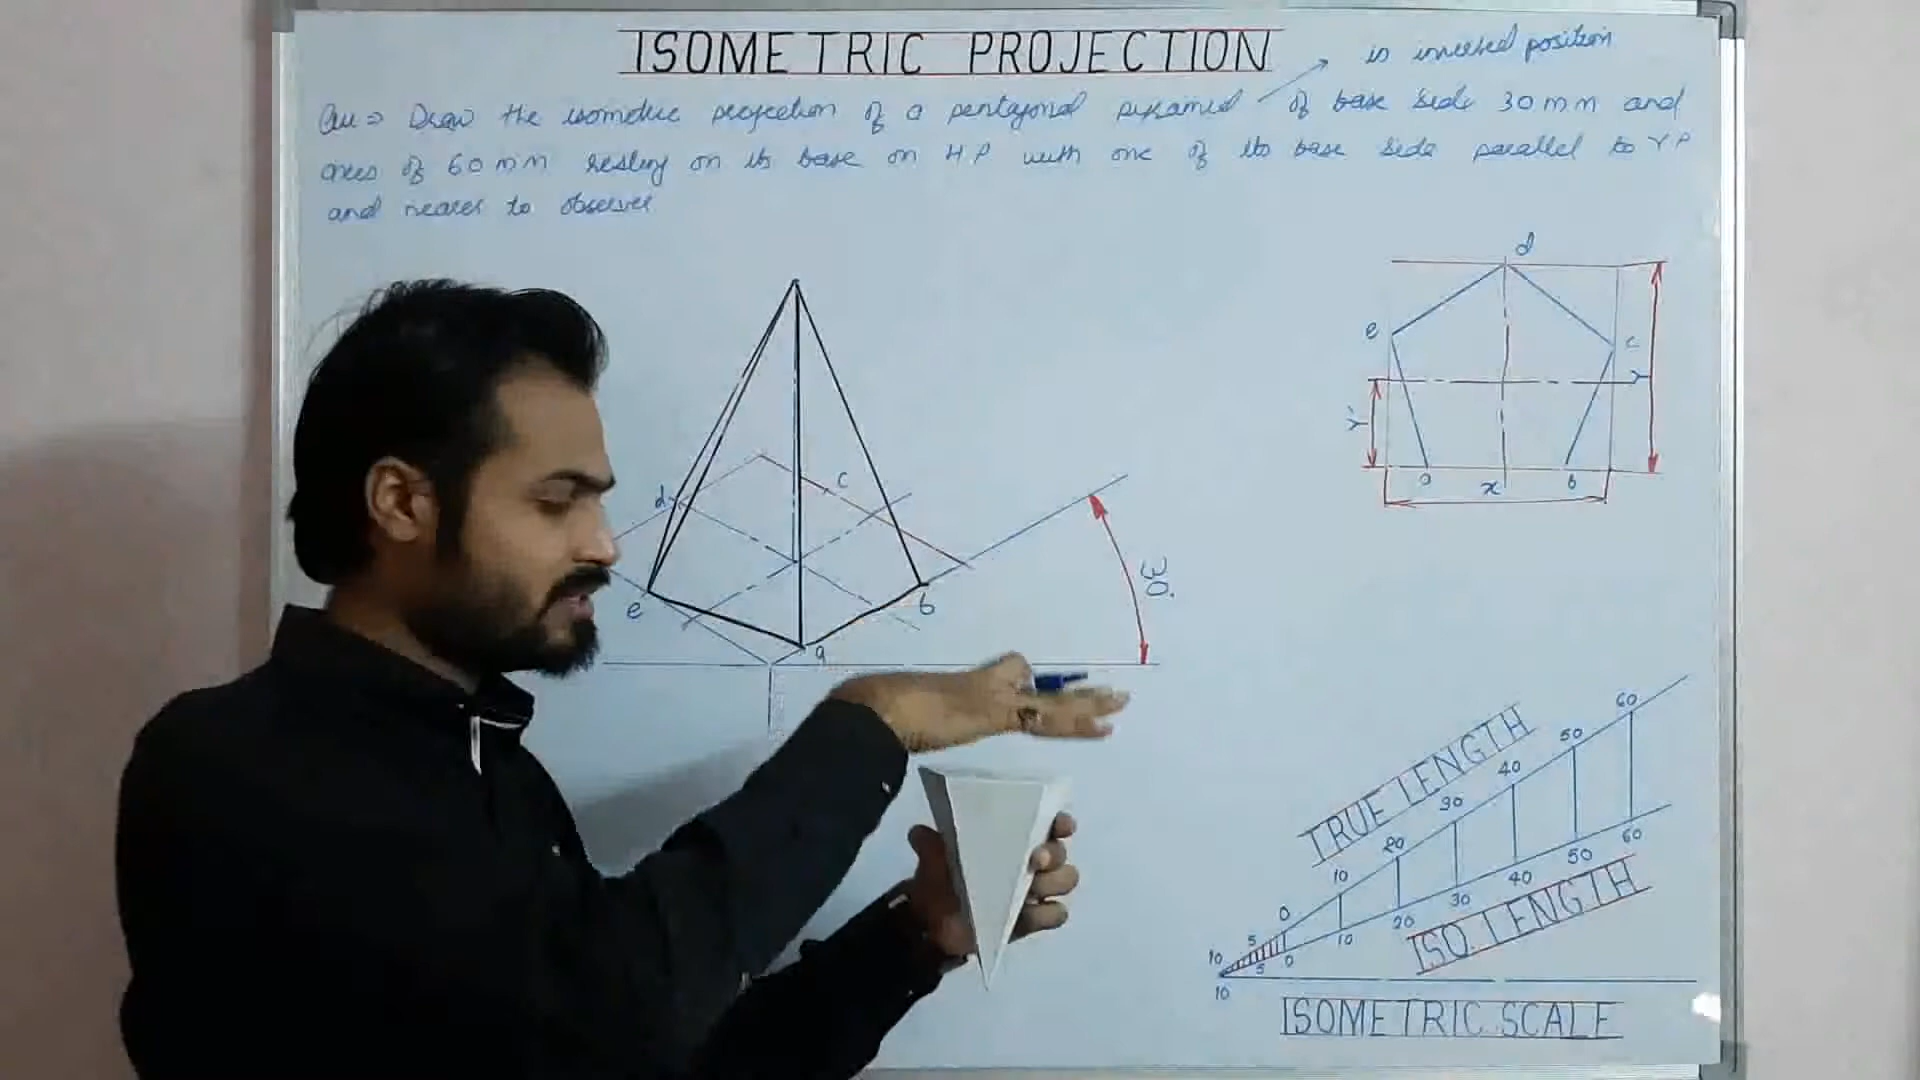 ISOMETRIC PROJECTION
in inverted position
Qu ⇒ Draw the isometric projection of a pentagonal pyramid of base side 30 mm and
axis of 60 mm resting on its base on H.P with one of its base side parallel to V.P
and nearer to observer
d
e
c
Y
Y'
a
x
b
d
c
e
b
a
30°
TRUE LENGTH
60
50
40
30
20
10
0
5
10
60
50
40
30
20
10
0
5
10
ISO. LENGTH
ISOMETRIC SCALE